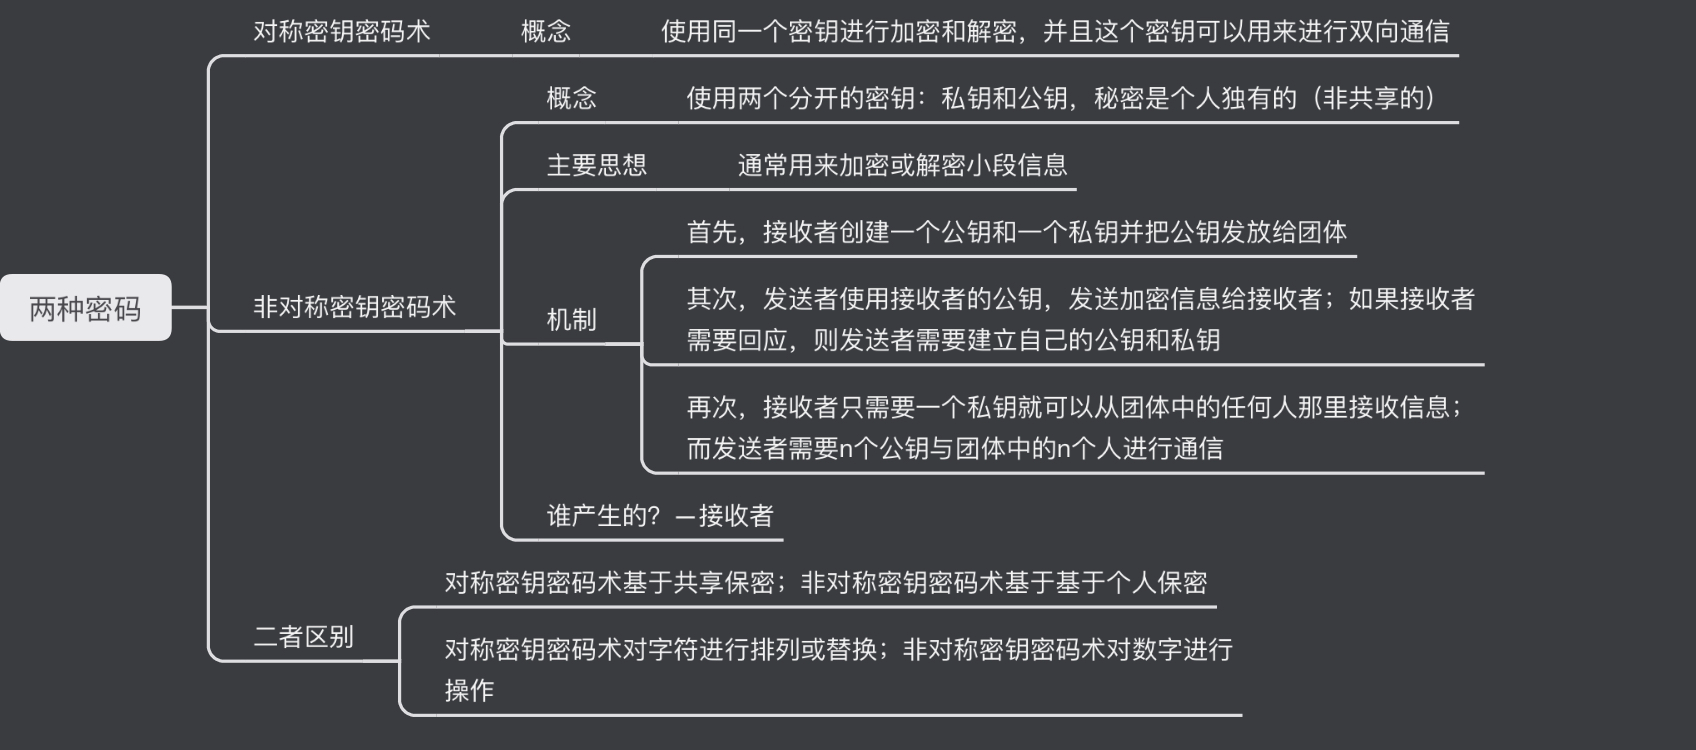 对称密钥密码术
概念
使用同一个密钥进行加密和解密，并且这个密钥可以用来进行双向通信
概念
使用两个分开的密钥：私钥和公钥，秘密是个人独有的（非共享的）
主要思想
通常用来加密或解密小段信息
首先，接收者创建一个公钥和一个私钥并把公钥发放给团体
两种密码
非对称密钥密码术
机制
其次，发送者使用接收者的公钥，发送加密信息给接收者；如果接收者
需要回应，则发送者需要建立自己的公钥和私钥
再次，接收者只需要一个私钥就可以从团体中的任何人那里接收信息；
而发送者需要n个公钥与团体中的n个人进行通信
谁产生的？—接收者
二者区别
对称密钥密码术基于共享保密；非对称密钥密码术基于基于个人保密
对称密钥密码术对字符进行排列或替换；非对称密钥密码术对数字进行
操作